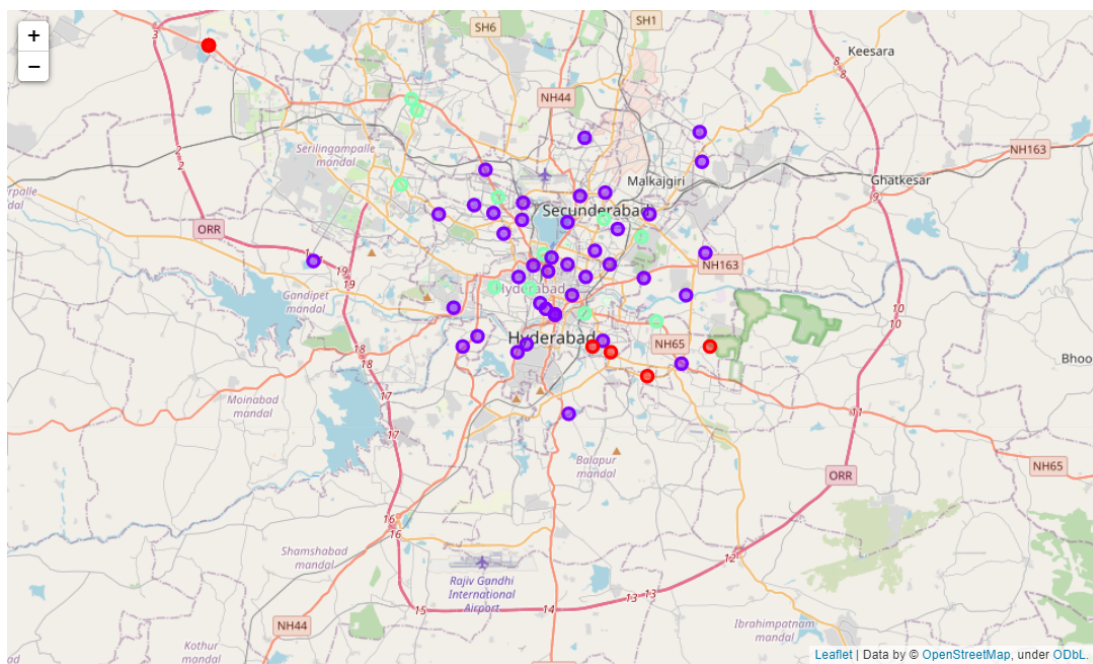 +
−
3
SH6
SH1
Keesara
8
8
NH44
2
2
Serilingampalle
mandal
NH163
Malkajgiri
Ghatkesar
9
Secunderabad
ORR
19
19
NH163
Gandipet
mandal
Hyderabad
10
10
Hyderabad
NH65
18
18
Bhoo
Moinabad
mandal
17
17
11
Balapur
mandal
NH65
ORR
16
16
Shamshabad
mandal
12
Rajiv Gandhi
International
Airport
15
14
13
13
NH44
Ibrahimpatnam
mandal
Kothur
mandal
Leaflet | Data by © OpenStreetMap, under ODbL.